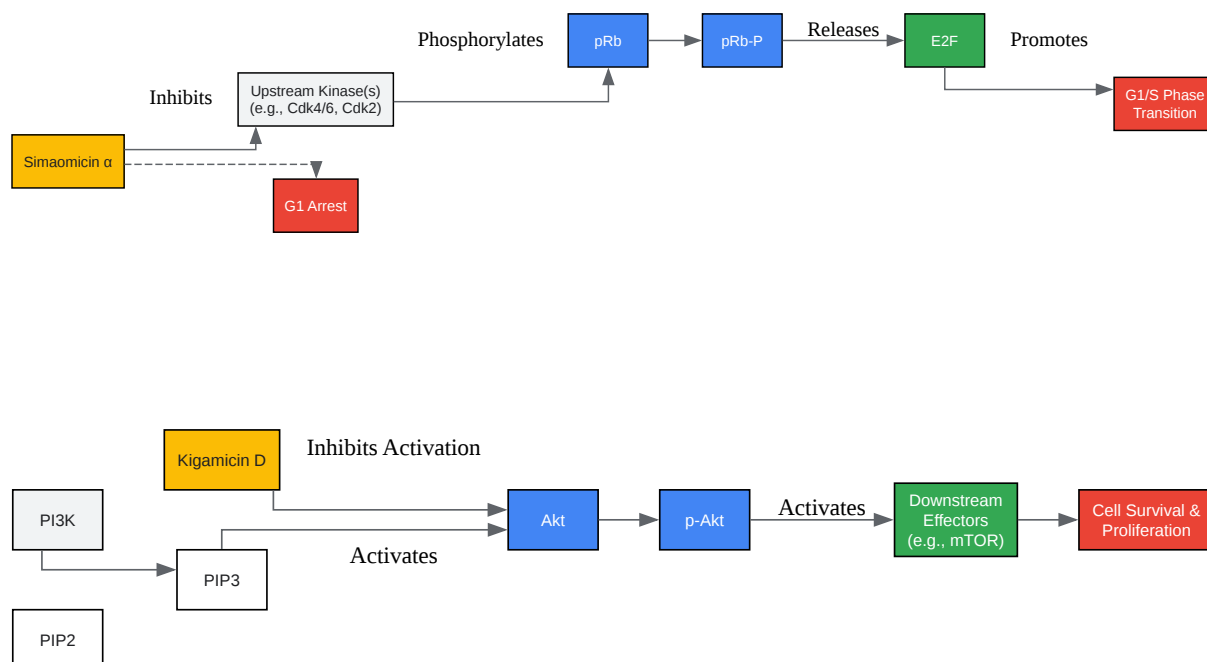 Phosphorylates
pRb
pRb-P
Releases
E2F
Promotes
Inhibits
Upstream Kinase(s)
(e.g., Cdk4/6, Cdk2)
G1/S Phase
Transition
Simaomicin α
G1 Arrest
Kigamicin D
Inhibits Activation
PI3K
Akt
p-Akt
Activates
Downstream
Effectors
(e.g., mTOR)
Cell Survival &
Proliferation
Activates
PIP3
PIP2